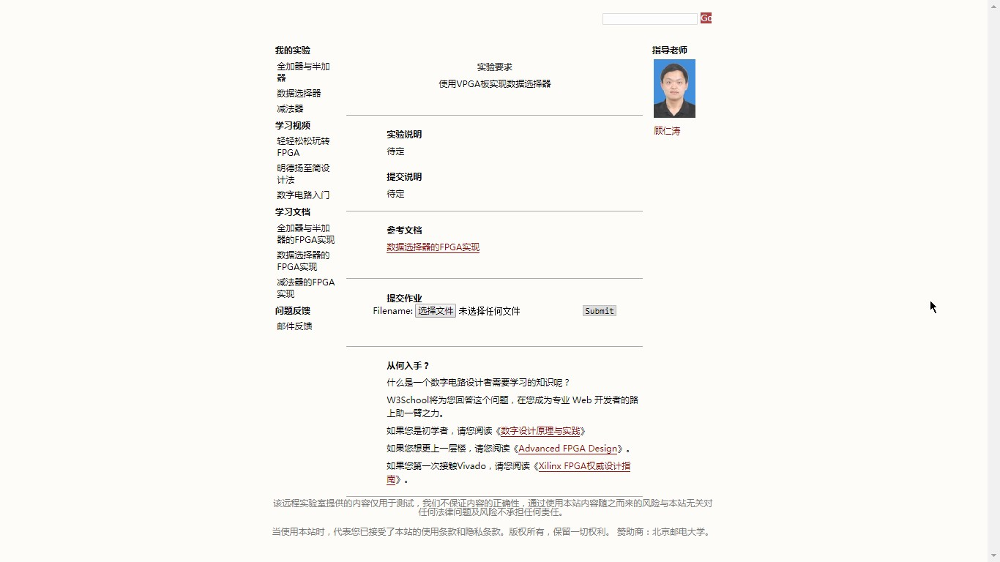 Go
我的实验
全加器与半加
器
数据选择器
减法器
学习视频
轻轻松松玩转
FPGA
明德扬至简设
计法
数字电路入门
学习文档
全加器与半加
器的FPGA实现
数据选择器的
FPGA实现
减法器的FPGA
实现
问题反馈
邮件反馈
实验要求
使用VPGA板实现数据选择器
实验说明
待定
提交说明
待定
参考文档
数据选择器的FPGA实现
提交作业
Filename: 选择文件 未选择任何文件 Submit
从何入手？
什么是一个数字电路设计者需要学习的知识呢？
W3School将为您回答这个问题，在您成为专业 Web 开发者的路
上助一臂之力。
如果您是初学者，请您阅读《数字设计原理与实践》
如果您想更上一层楼，请您阅读《Advanced FPGA Design》。
如果您第一次接触Vivado，请您阅读《Xilinx FPGA权威设计指
南》。
指导老师
顾仁涛
该远程实验室提供的内容仅用于测试，我们不保证内容的正确性，通过使用本站内容随之而来的风险与本站无关对
任何法律问题及风险不承担任何责任。
当使用本站时，代表您已接受了本站的使用条款和隐私条款。版权所有，保留一切权利。 赞助商：北京邮电大学。